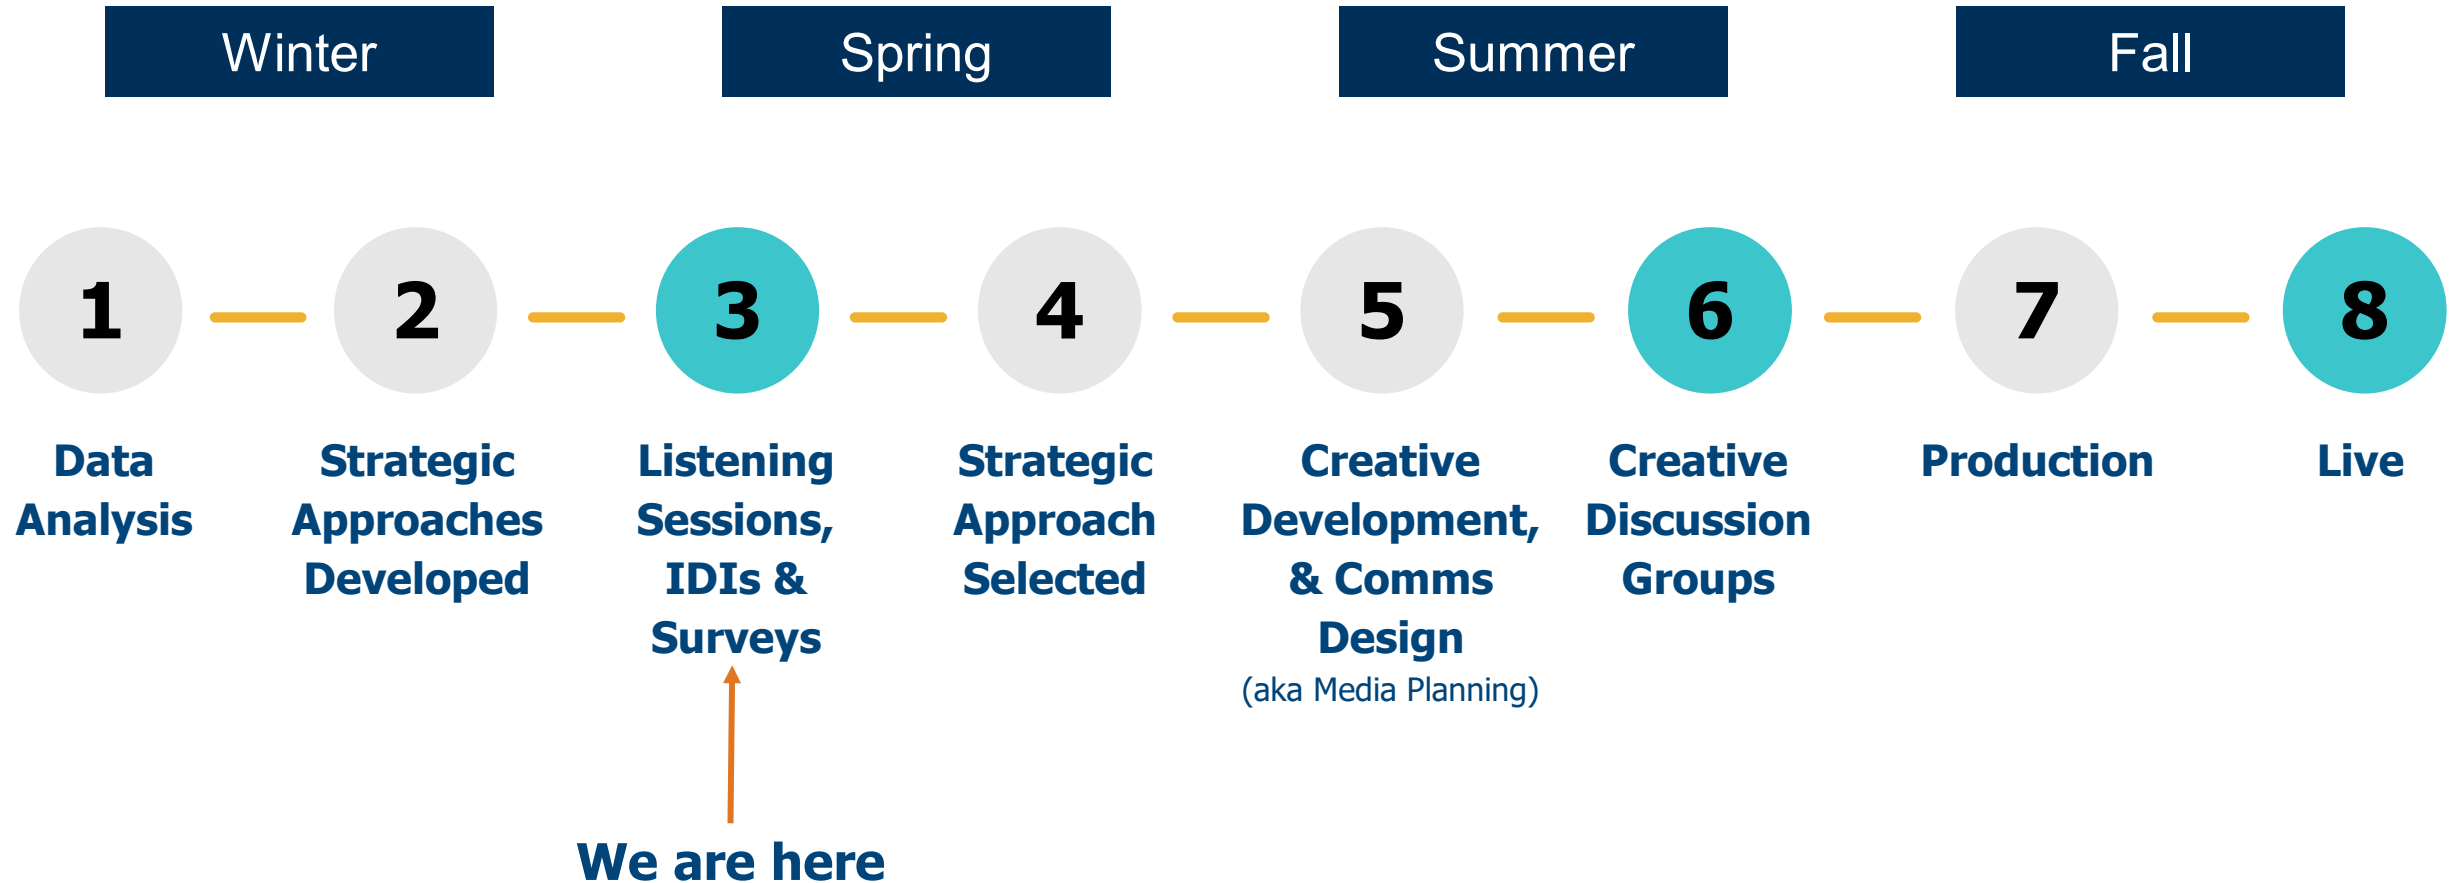 Winter
Spring
Summer
Fall
1
2
3
4
5
6
7
8
Data
Analysis
Strategic
Approaches
Developed
Listening
Sessions,
IDIs &
Surveys
Strategic
Approach
Selected
Creative
Development,
& Comms
Design
(aka Media Planning)
Creative
Discussion
Groups
Production
Live
We are here